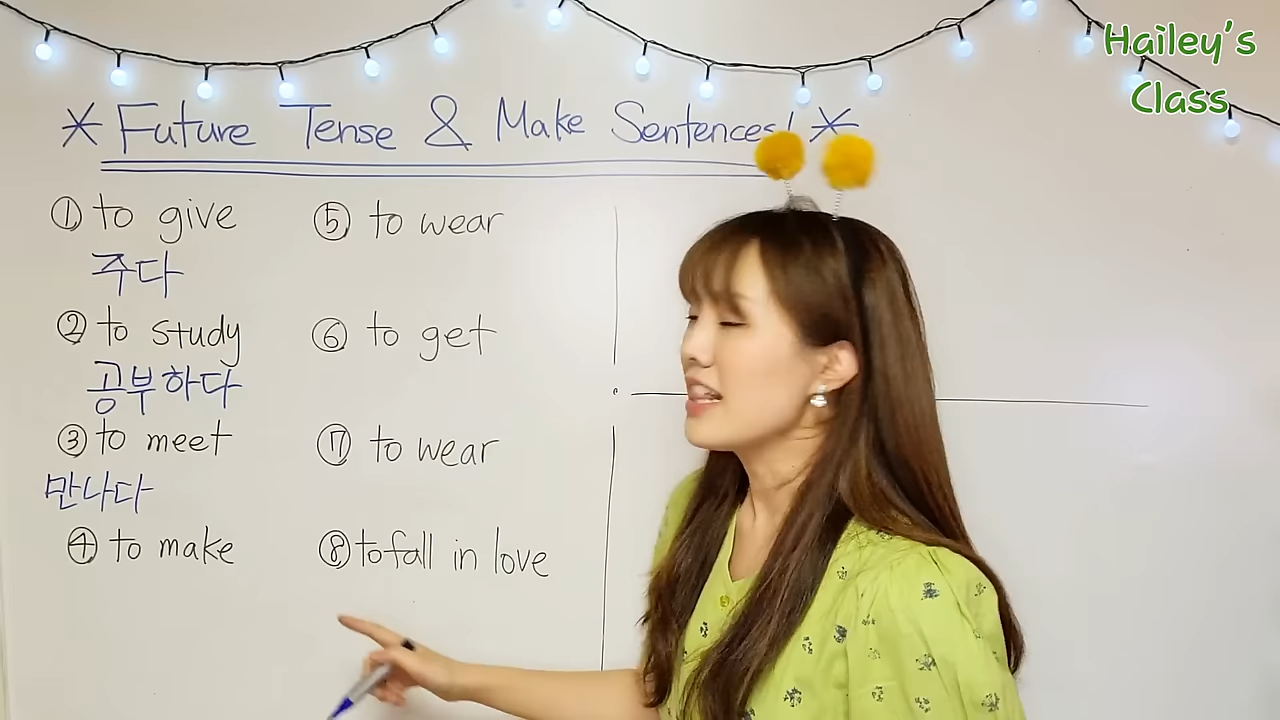 Hailey's
Class
* Future Tense & Make Sentences! *
① to give
주다
② to study
공부하다
③ to meet
만나다
④ to make
⑤ to wear
⑥ to get
⑦ to wear
⑧ to fall in love